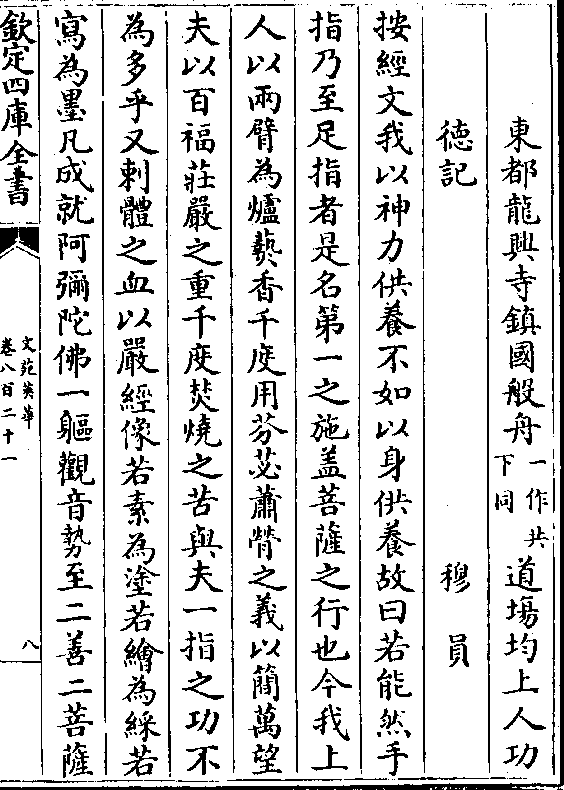 東都龍興寺鎮國般舟一作共下同道場均上人功
德記 穆員
按經文我以神力供養不如以身供養故曰若能然手
指乃至足指者是名第一之施盖菩薩之行也今我上
人以兩臂為爐爇香千度用芬苾蕭膋之義以蕳萬望
夫以百福莊嚴之重千度焚燒之苦與夫一指之功不
為多乎又刺體之血以嚴經像若素為塗若繪為綵若
寫為墨凡成就阿彌陀佛一軀觀音勢至二善二菩薩
欽定四庫全書
文苑英華
卷八百二十一
八